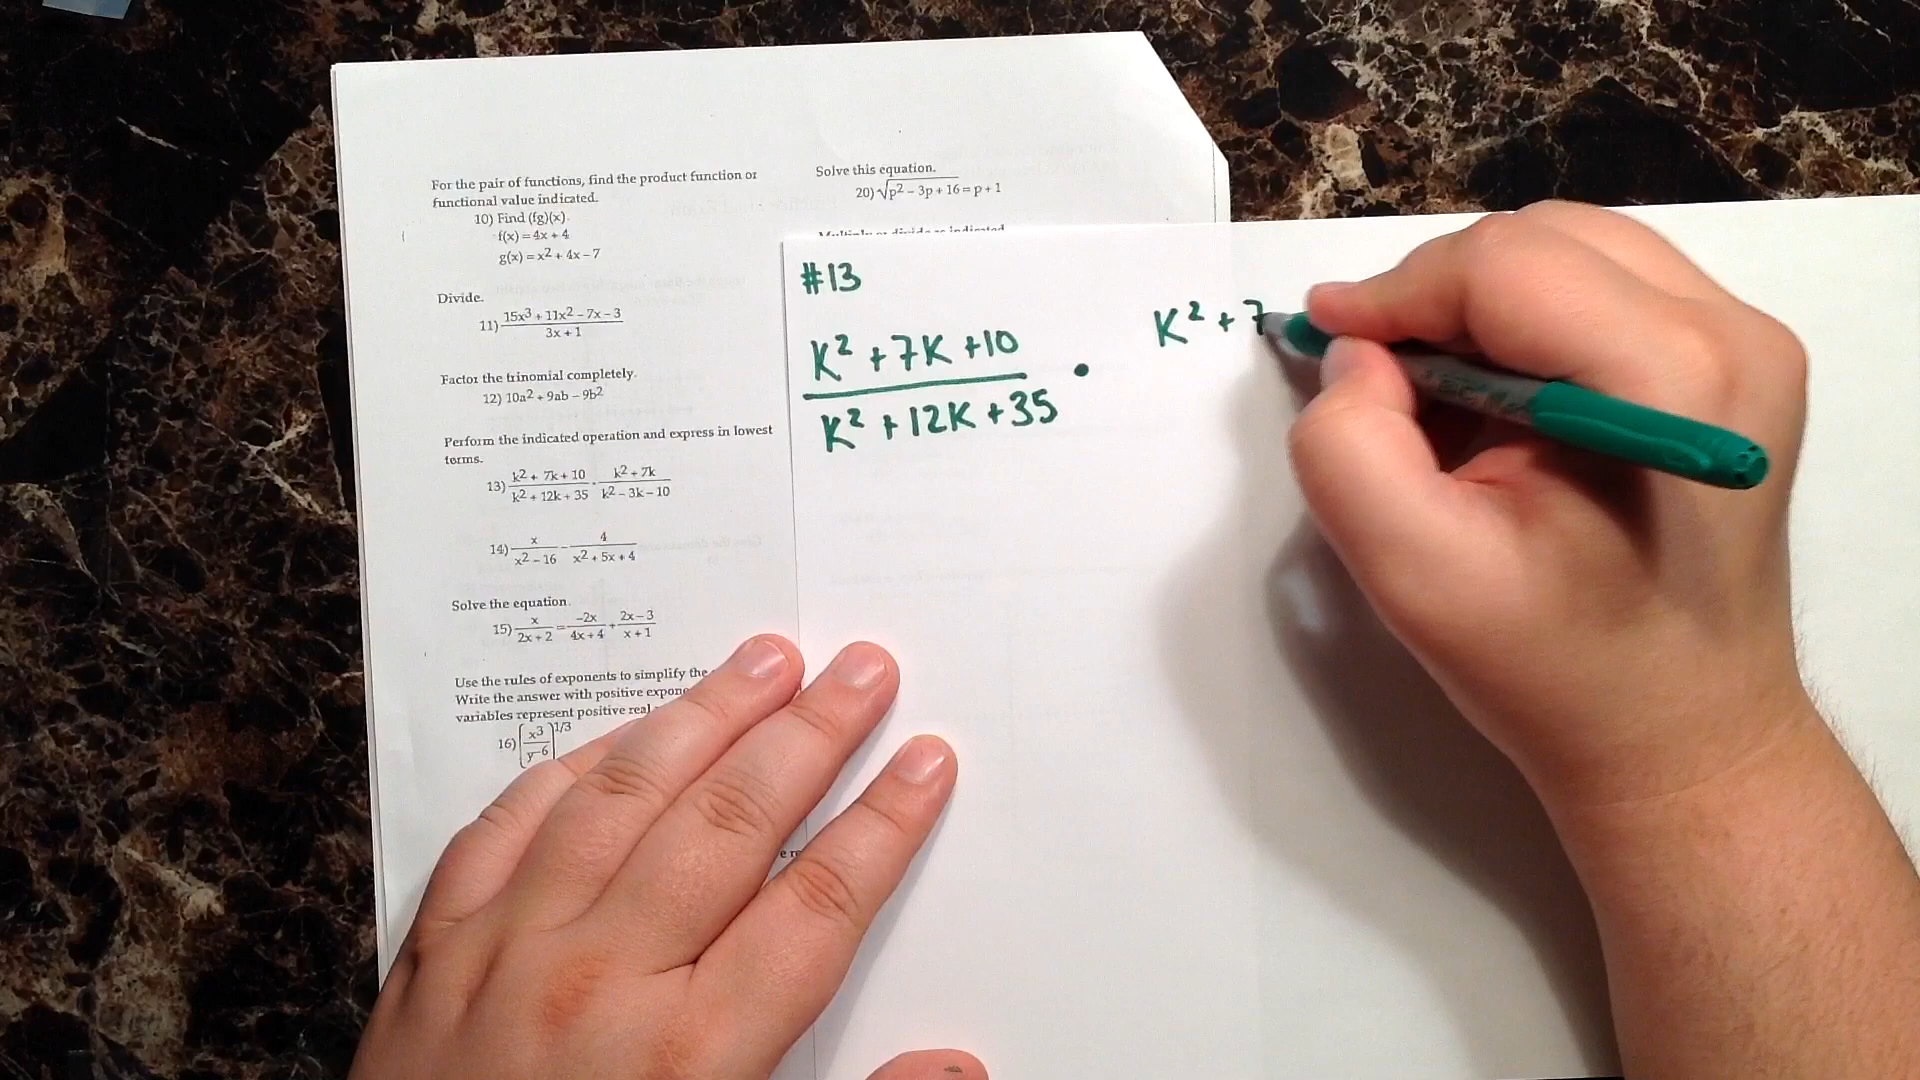 For the pair of functions, find the product function or
functional value indicated.
10) Find (fg)(x).
f(x) = 4x + 4
g(x) = x² + 4x - 7
Divide.
11) 15x³ + 11x² - 7x - 3
3x + 1
Factor the trinomial completely.
12) 10a² + 9ab - 9b²
Perform the indicated operation and express in lowest
terms.
13) k² + 7k + 10 · k² + 7k
k² + 12k + 35 k² - 3k - 10
14) x - 4
x² - 16 x² + 5x + 4
Solve the equation.
15) x = -2x + 2x - 3
2x + 2 4x + 4 x + 1
Use the rules of exponents to simplify the
Write the answer with positive
variables represent positive real
16) (x³ )1/3
y-6
Solve this equation.
20) √p² - 3p + 16 = p + 1
Multiply or divide as indicated
#13
K² + 7K + 10 · K² + 7
K² + 12K + 35